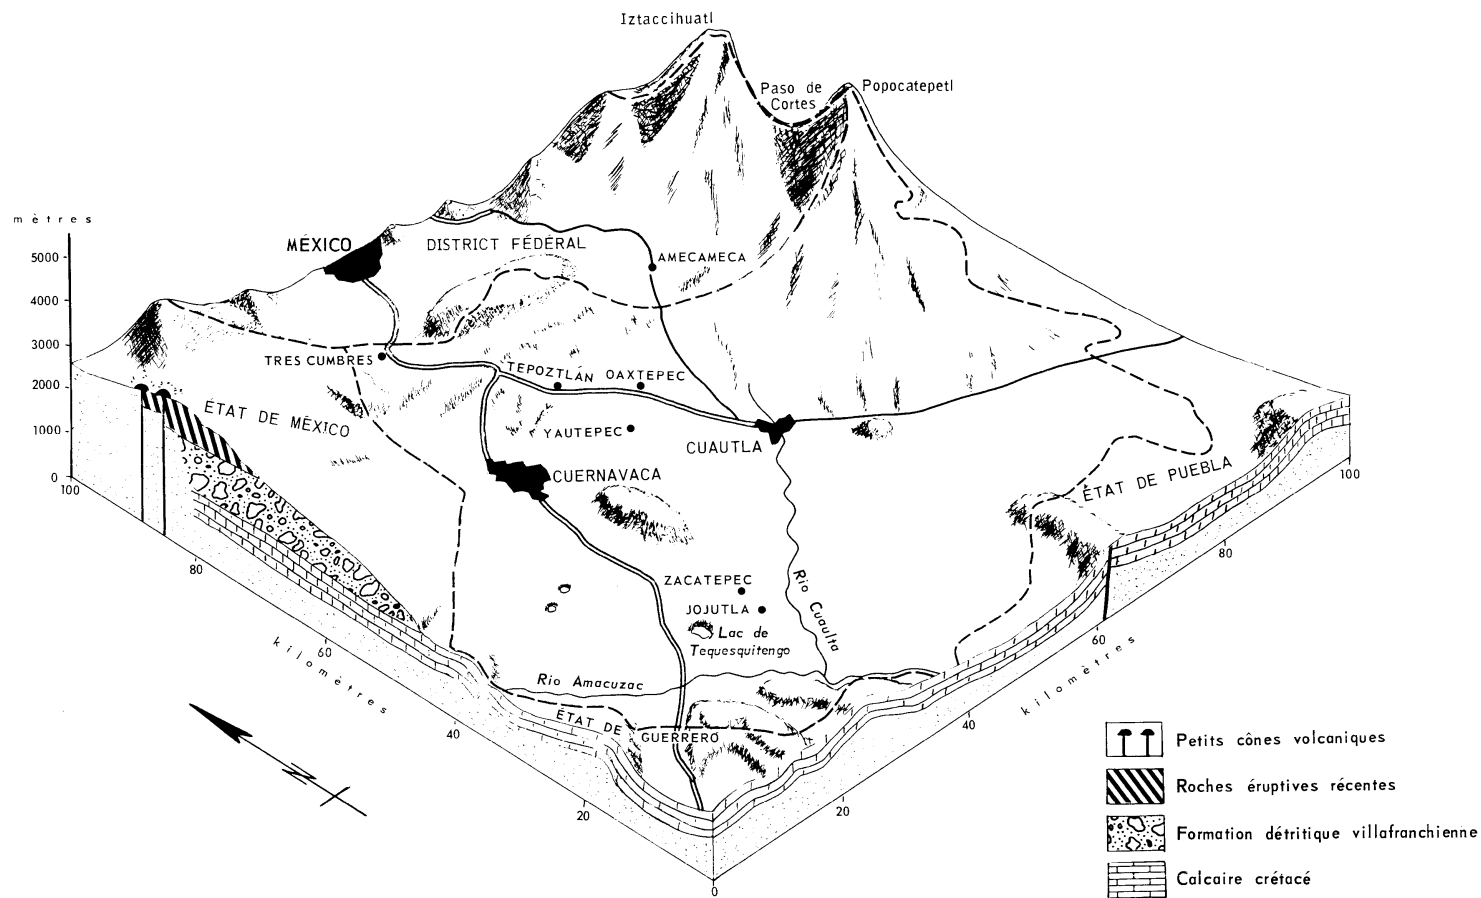 Iztaccihuatl
Paso de
Cortes
Popocatepetl
mètres
5000
4000
3000
2000
1000
0
100
MÉXICO
DISTRICT FÉDÉRAL
AMECAMECA
TRES CUMBRES
TEPOZTLÁN
OAXTEPEC
ÉTAT DE MÉXICO
YAUTEPEC
CUAUTLA
CUERNAVACA
ÉTAT DE PUEBLA
100
80
80
ZACATEPEC
Rio Cuaulta
JOJUTLA
Lac de
Tequesquitengo
60
60
kilomètres
kilomètres
Rio Amacuzac
ÉTAT DE
GUERRERO
40
40
N
20
20
0
Petits cônes volcaniques
Roches éruptives récentes
Formation détritique villafranchienne
Calcaire crétacé